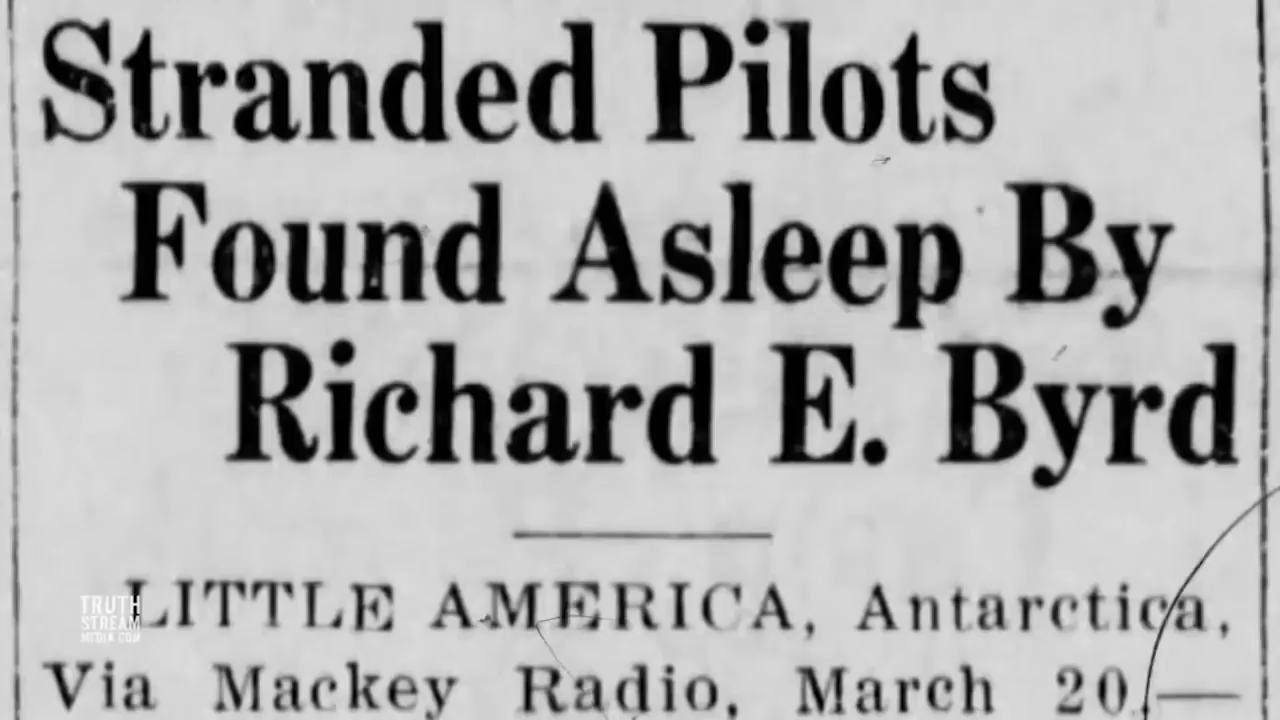 Stranded Pilots
Found Asleep By
Richard E. Byrd
LITTLE AMERICA, Antarctica,
Via Mackey Radio, March 20.—
TRUTH
STREAM
MEDIA.COM